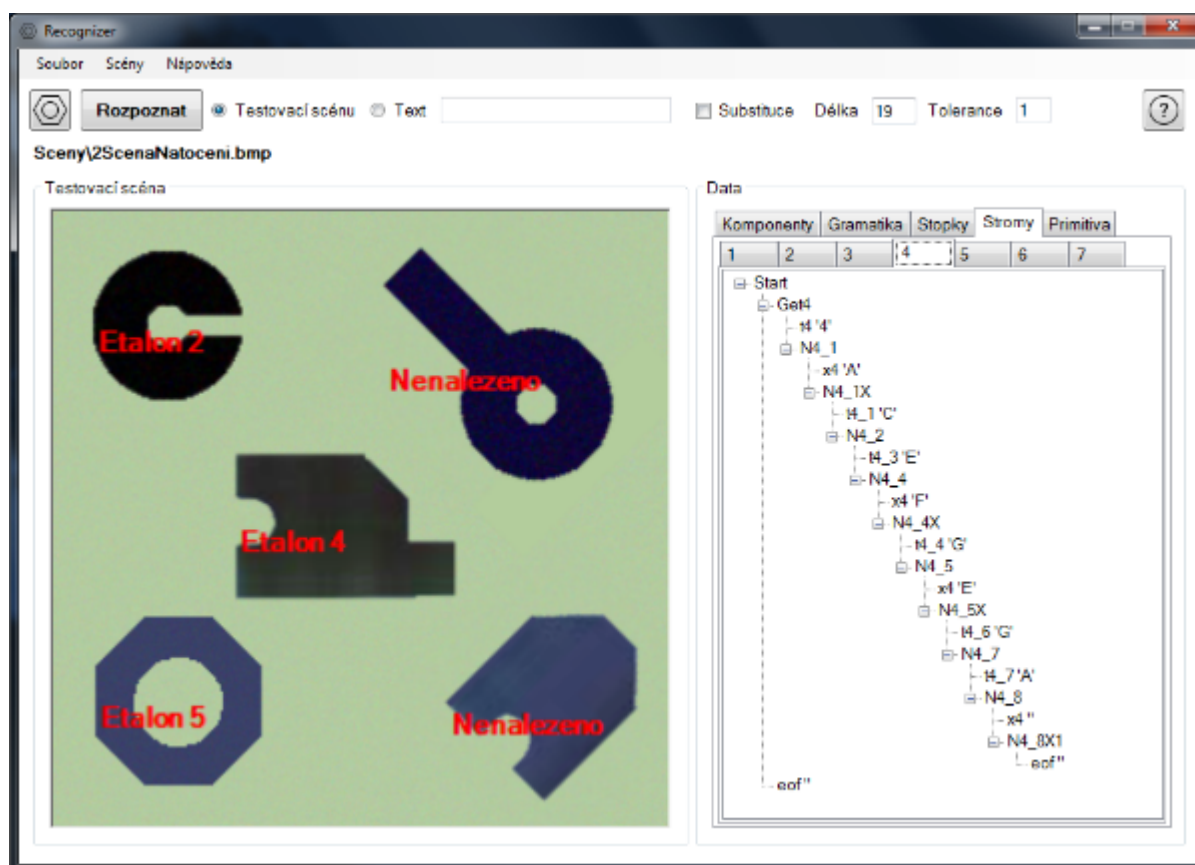 Recognizer
Soubor Scény Nápověda
Rozpoznat Testovací scénu Text Substituce Délka 19 Tolerance 1 ?
Sceny\2ScenaNatoceni.bmp
Testovací scéna
Etalon 2
Nenalezeno
Etalon 4
Etalon 5
Nenalezeno
Data
Komponenty Gramatika Stopky Stromy Primitiva
1 2 3 4 5 6 7
Start
Get4
t4 '4'
N4_1
x4 'A'
N4_1X
t4_1 'C'
N4_2
t4_3 'E'
N4_4
x4 'F'
N4_4X
t4_4 'G'
N4_5
x4 'E'
N4_5X
t4_6 'G'
N4_7
t4_7 'A'
N4_8
x4 ''
N4_8X1
eof ''
eof ''